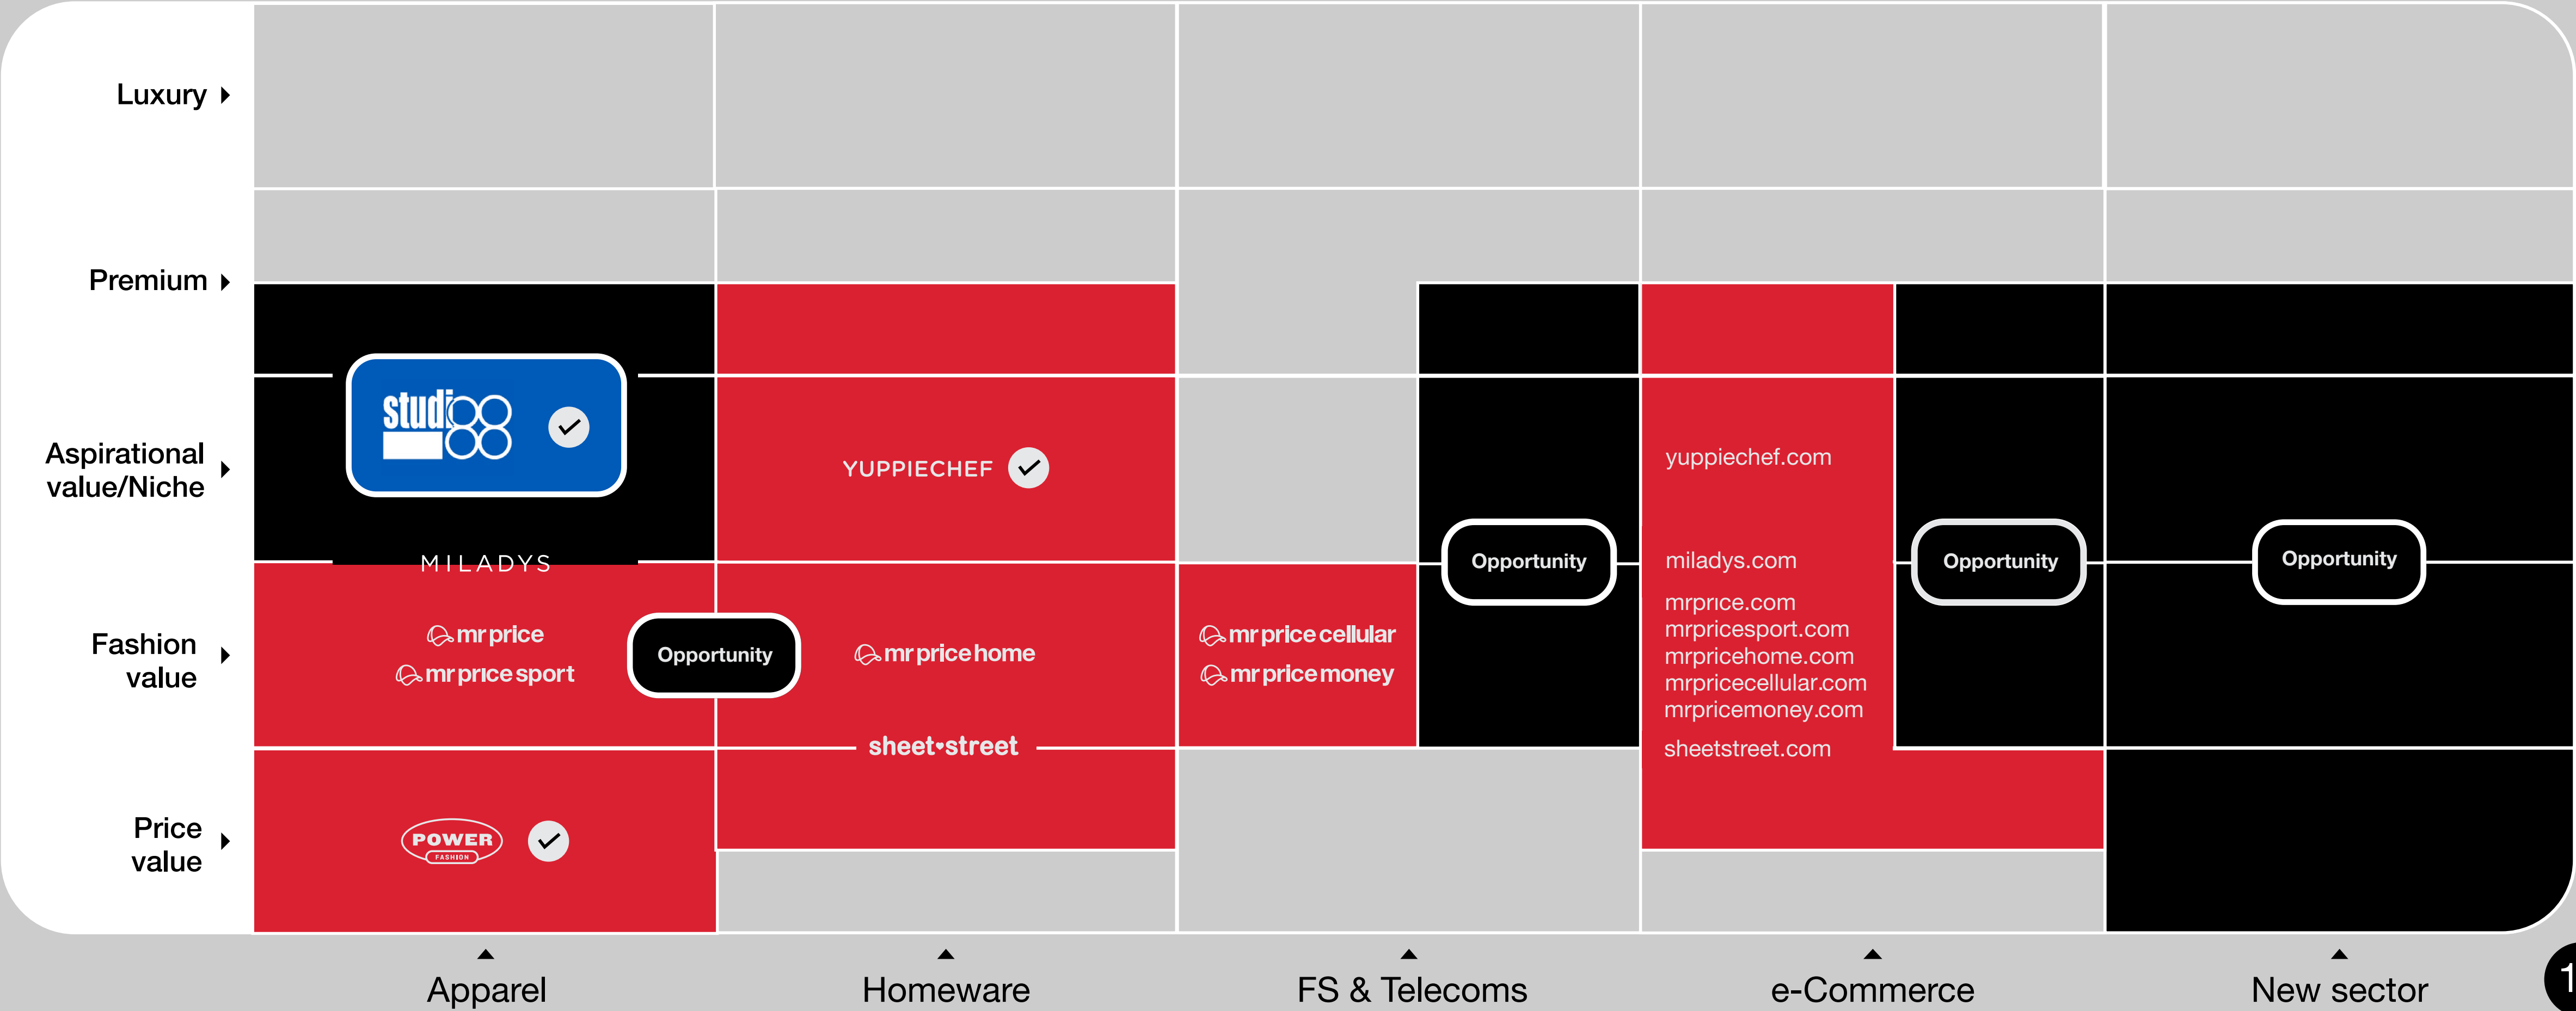 Luxury
Premium
Aspirational
value/Niche
Fashion
value
Price
value
studio
88
MILADYS
mr price
mr price sport
Opportunity
POWER
FASHION
YUPPIECHEF
mr price home
sheet street
mr price cellular
mr price money
Opportunity
yuppiechef.com
miladys.com
mrprice.com
mrpricesport.com
mrpricehome.com
mrpricecellular.com
mrpricemoney.com
sheetstreet.com
Opportunity
Opportunity
Apparel
Homeware
FS & Telecoms
e-Commerce
New sector